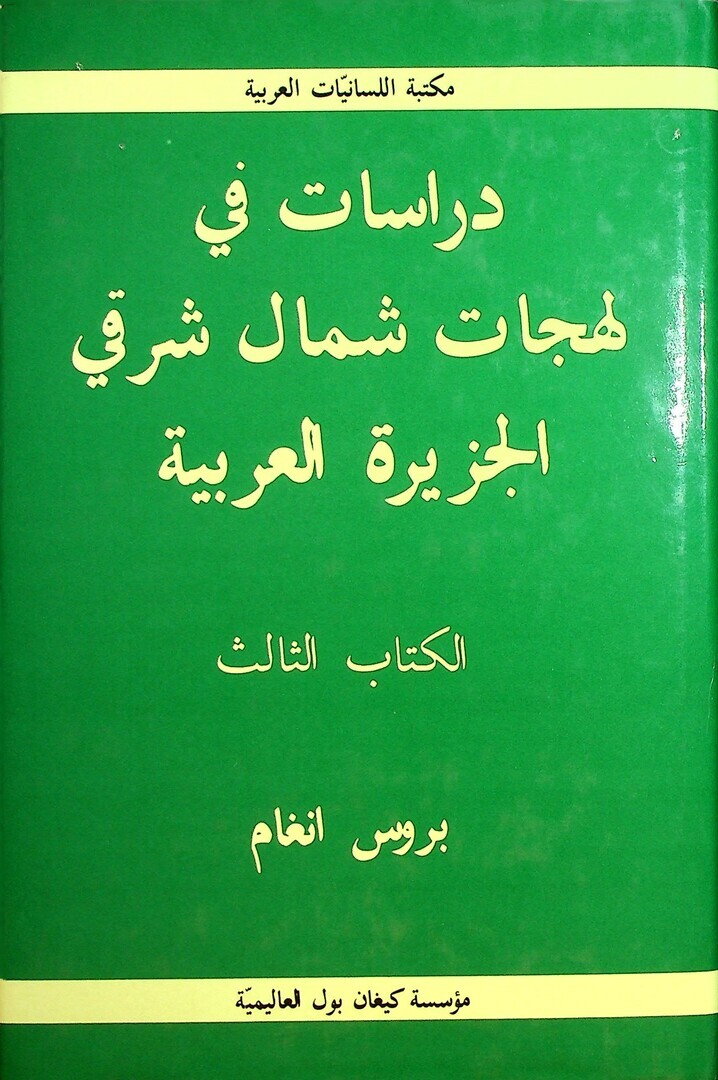 مكتبة اللسانيّات العربية
دراسات في
لهجات شمال شرقي
الجزيرة العربية
الكتاب الثالث
بروس انغام
مؤسسة كيغان بول العاليميّة